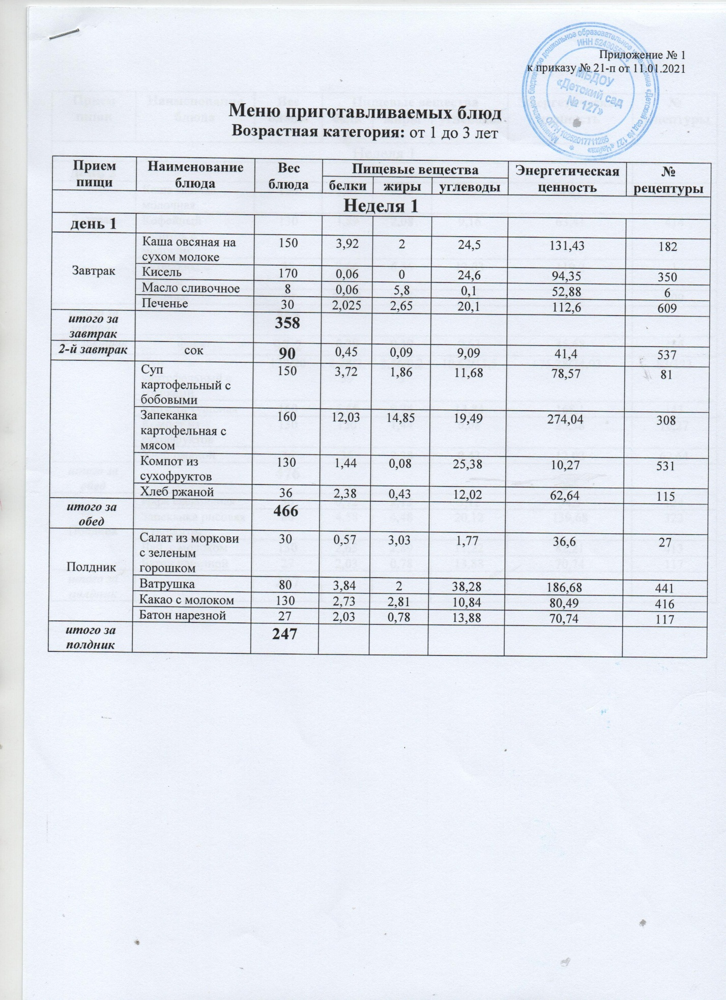 Приложение № 1
к приказу № 21-п от 11.01.2021
МБДОУ
«Детский сад
№ 127»
Меню приготавливаемых блюд
Возрастная категория: от 1 до 3 лет
Прием пищи Наименование блюда Вес блюда Пищевые вещества Энергетическая ценность № рецептуры
белки жиры углеводы
Неделя 1
день 1
Завтрак
Каша овсяная на сухом молоке 150 3,92 2 24,5 131,43 182
Кисель 170 0,06 0 24,6 94,35 350
Масло сливочное 8 0,06 5,8 0,1 52,88 6
Печенье 30 2,025 2,65 20,1 112,6 609
итого за завтрак 358
2-й завтрак сок 90 0,45 0,09 9,09 41,4 537
Суп картофельный с бобовыми 150 3,72 1,86 11,68 78,57 81
Запеканка картофельная с мясом 160 12,03 14,85 19,49 274,04 308
Компот из сухофруктов 130 1,44 0,08 25,38 10,27 531
Хлеб ржаной 36 2,38 0,43 12,02 62,64 115
итого за обед 466
Полдник
Салат из моркови с зеленым горошком 30 0,57 3,03 1,77 36,6 27
Ватрушка 80 3,84 2 38,28 186,68 441
Какао с молоком 130 2,73 2,81 10,84 80,49 416
Батон нарезной 27 2,03 0,78 13,88 70,74 117
итого за полдник 247